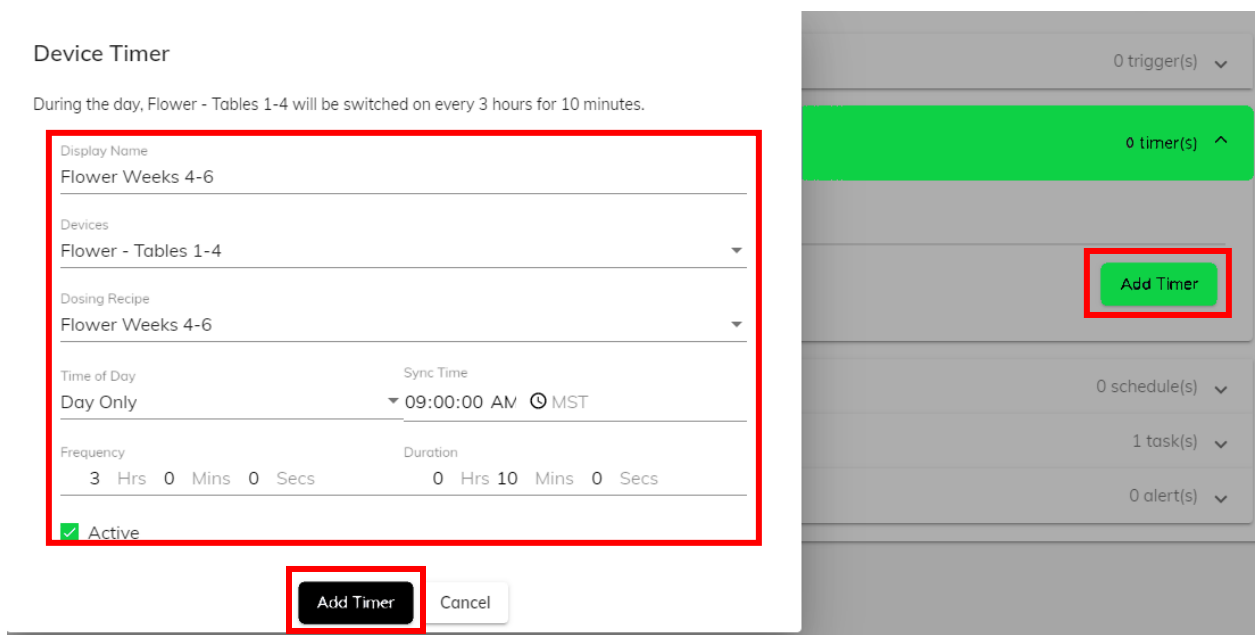 Device Timer
During the day, Flower - Tables 1-4 will be switched on every 3 hours for 10 minutes.
Display Name
Flower Weeks 4-6
Devices
Flower - Tables 1-4
Dosing Recipe
Flower Weeks 4-6
Time of Day
Sync Time
Day Only
09:00:00 AM MST
Frequency
Duration
3 Hrs 0 Mins 0 Secs
0 Hrs 10 Mins 0 Secs
Active
Add Timer
Cancel
0 trigger(s)
0 timer(s)
Add Timer
0 schedule(s)
1 task(s)
0 alert(s)